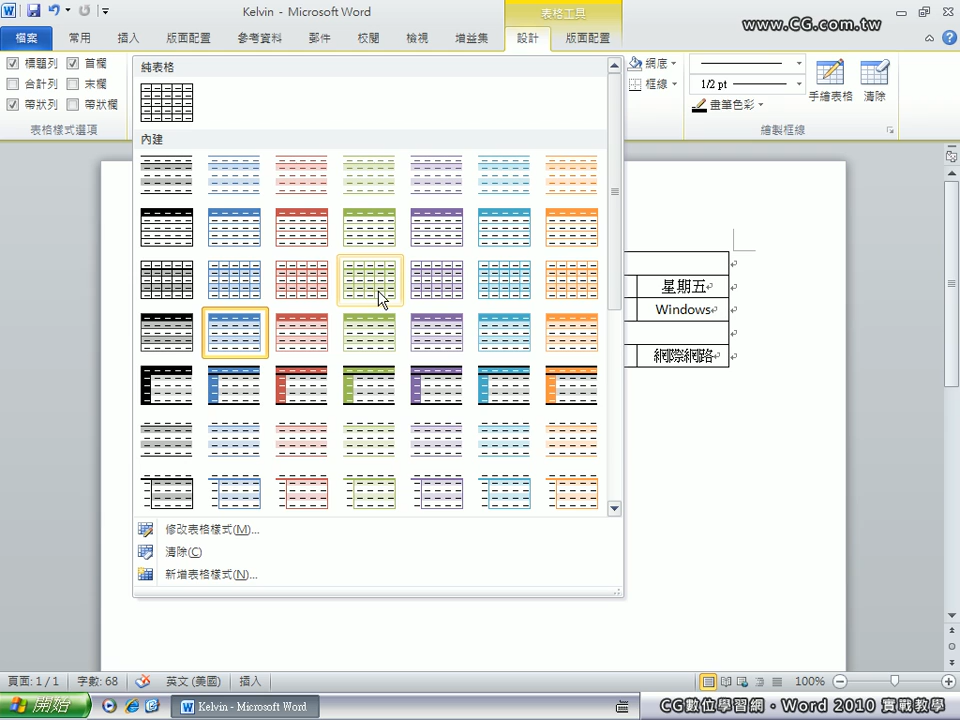 Kelvin - Microsoft Word
表格工具
www.CG.com.tw
檔案 常用 插入 版面配置 參考資料 郵件 校閱 檢視 增益集 設計 版面配置
標題列 首欄
合計列 末欄
帶狀列 帶狀欄
表格樣式選項
網底
框線
1/2 pt
畫筆色彩
手繪表格 清除
繪製框線
純表格
內建
修改表格樣式(M)...
清除(C)
新增表格樣式(N)...
星期五
Windows
網際網路
頁面: 1 / 1 字數: 68 英文 (美國) 插入 100%
開始 Kelvin - Microsoft Word CG數位學習網・Word 2010 實戰教學